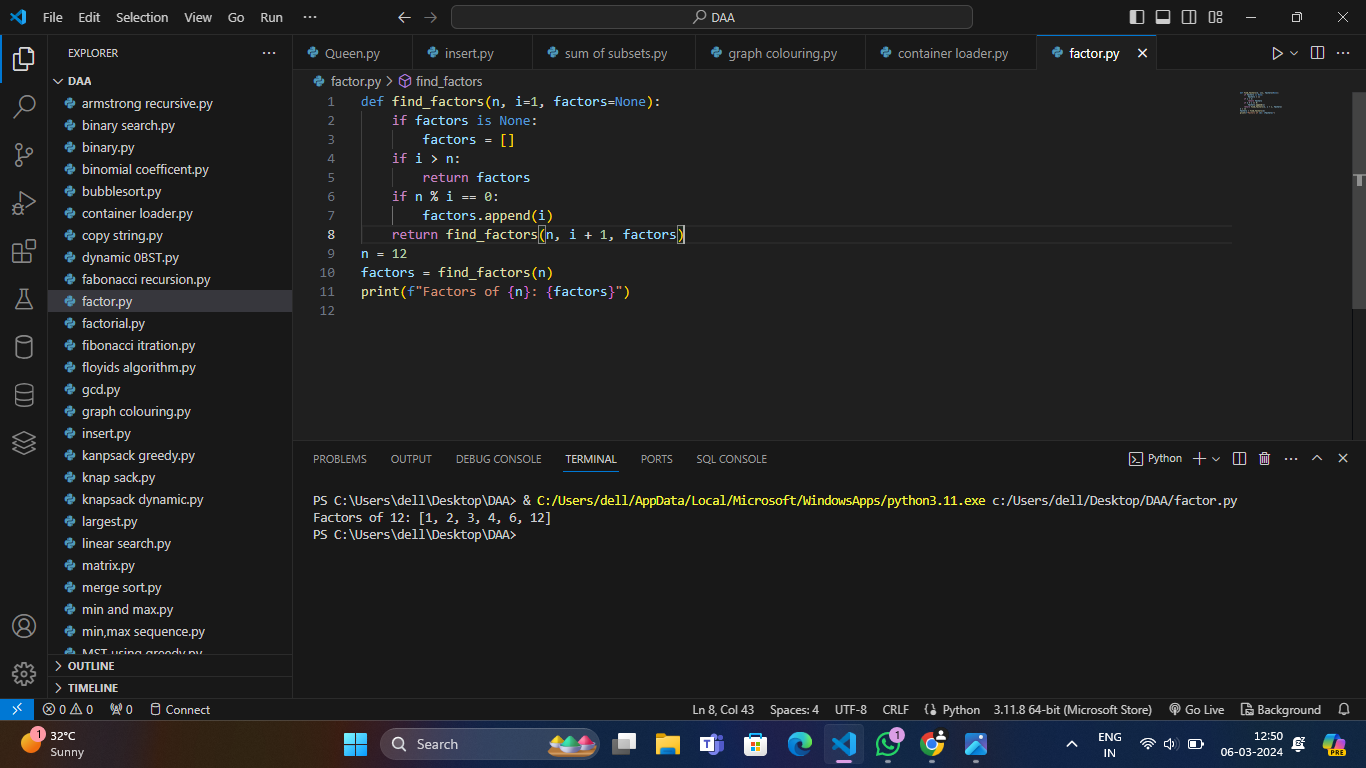 File Edit Selection View Go Run ···
DAA
EXPLORER ···
DAA
armstrong recursive.py
binary search.py
binary.py
binomial coefficent.py
bubblesort.py
container loader.py
copy string.py
dynamic 0BST.py
fabonacci recursion.py
factor.py
factorial.py
fibonacci itration.py
floyids algorithm.py
gcd.py
graph colouring.py
insert.py
kanpsack greedy.py
knap sack.py
knapsack dynamic.py
largest.py
linear search.py
matrix.py
merge sort.py
min and max.py
min,max sequence.py
MST using greedy.py
OUTLINE
TIMELINE
Queen.py insert.py sum of subsets.py graph colouring.py container loader.py factor.py
factor.py > find_factors
1 def find_factors(n, i=1, factors=None):
2 if factors is None:
3 factors = []
4 if i > n:
5 return factors
6 if n % i == 0:
7 factors.append(i)
8 return find_factors(n, i + 1, factors)
9 n = 12
10 factors = find_factors(n)
11 print(f"Factors of {n}: {factors}")
12
PROBLEMS OUTPUT DEBUG CONSOLE TERMINAL PORTS SQL CONSOLE
Python
PS C:\Users\dell\Desktop\DAA> & C:/Users/dell/AppData/Local/Microsoft/WindowsApps/python3.11.exe c:/Users/dell/Desktop/DAA/factor.py
Factors of 12: [1, 2, 3, 4, 6, 12]
PS C:\Users\dell\Desktop\DAA>
0 0 0 Connect
Ln 8, Col 43 Spaces: 4 UTF-8 CRLF Python 3.11.8 64-bit (Microsoft Store) Go Live Background
1 32°C
Sunny
Search
1
ENG
IN
12:50
06-03-2024
PRE